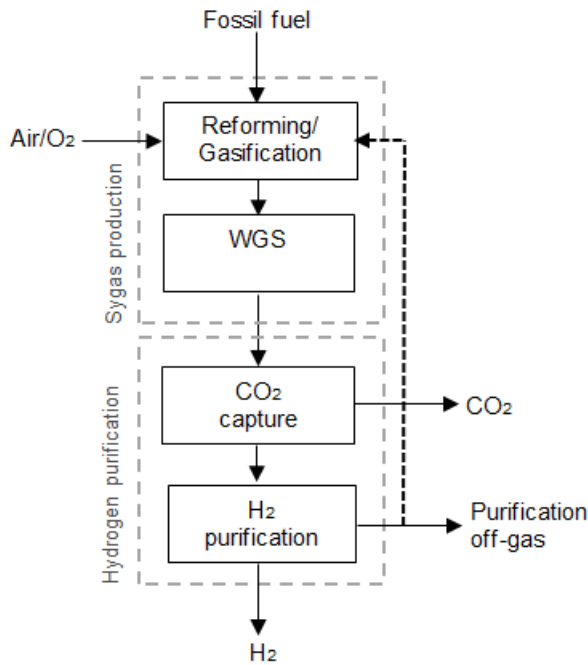 Fossil fuel
Air/O₂
Reforming/
Gasification
WGS
Sygas production
CO₂
capture
CO₂
H₂
purification
Purification
off-gas
Hydrogen purification
H₂